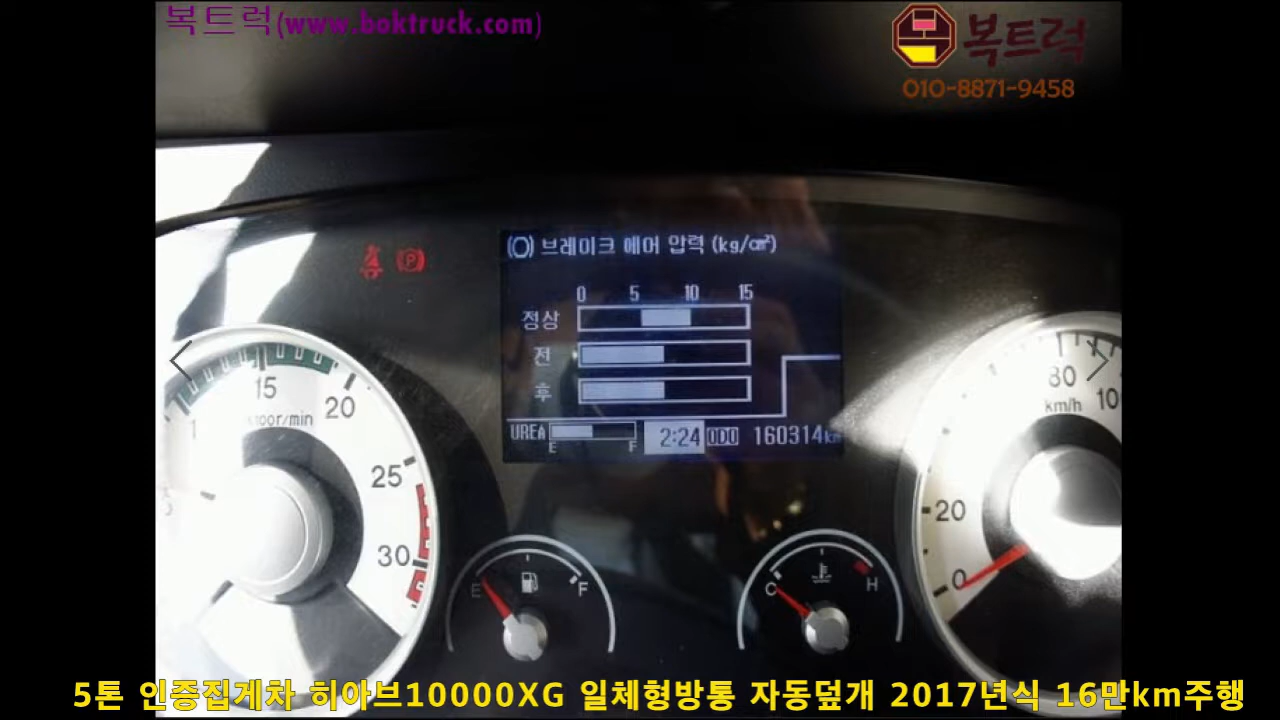 복트럭(www.boktruck.com)
복트럭
010-8871-9458
(O) 브레이크 에어 압력 (kg/㎠)
0 5 10 15
정상
전
후
UREA E F 2:24 ODO 160314km
15
20
25
30
x100r/min
E F
C H
0
20
80
100
km/h
5톤 인증집게차 히아브10000XG 일체형방통 자동덮개 2017년식 16만km주행